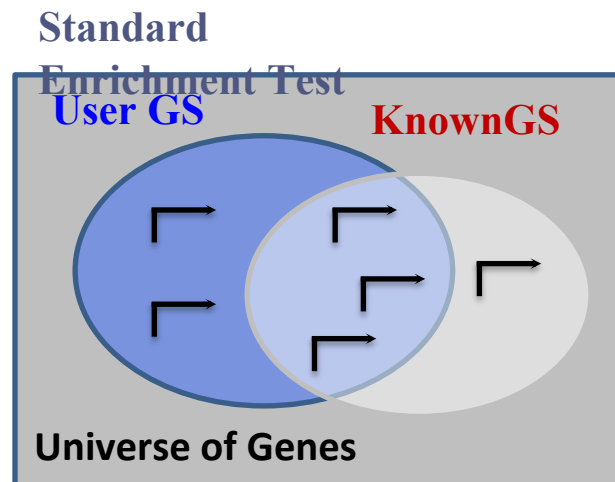 Standard
Enrichment Test
User GS
KnownGS
Universe of Genes